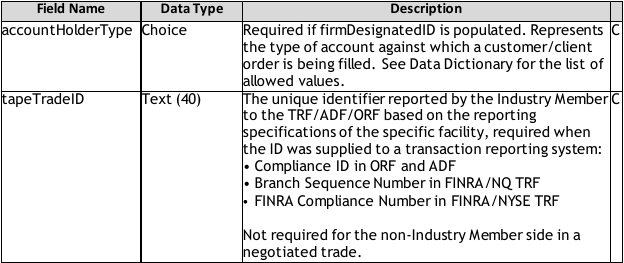 Field Name Data Type Description
accountHolderType Choice Required if firmDesignatedID is populated. Represents C
the type of account against which a customer/client
order is being filled. See Data Dictionary for the list of
allowed values.
tapeTradeID Text (40) The unique identifier reported by the Industry Member C
to the TRF/ADF/ORF based on the reporting
specifications of the specific facility, required when
the ID was supplied to a transaction reporting system:
• Compliance ID in ORF and ADF
• Branch Sequence Number in FINRA/NQ TRF
• FINRA Compliance Number in FINRA/NYSE TRF
Not required for the non-Industry Member side in a
negotiated trade.